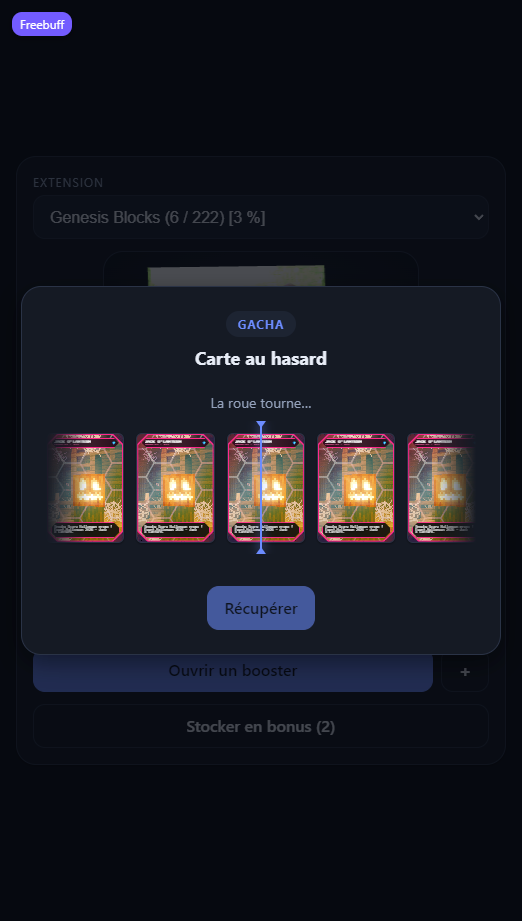 Freebuff
EXTENSION
Genesis Blocks (6 / 222) [3 %]
GACHA
Carte au hasard
La roue tourne...
Récupérer
Ouvrir un booster
+
Stocker en bonus (2)